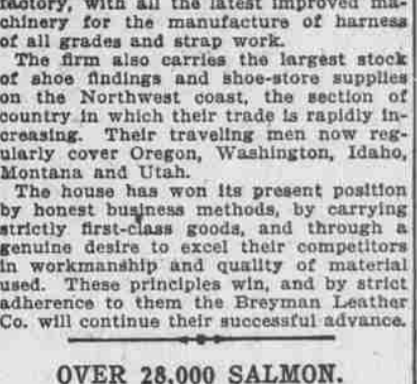 factory, with all the latest improved ma-
chinery for the manufacture of harness
of all grades and strap work.
The firm also carries the largest stock
of shoe findings and shoe-store supplies
on the Northwest coast, the section of
country in which their trade is rapidly in-
creasing. Their traveling men now reg-
ularly cover Oregon, Washington, Idaho,
Montana and Utah.
The house has won its present position
by honest business methods, by carrying
strictly first-class goods, and through a
genuine desire to excel their competitors
in workmanship and quality of material
used. These principles win, and by strict
adherence to them the Breyman Leather
Co. will continue their successful advance.
OVER 28,000 SALMON.